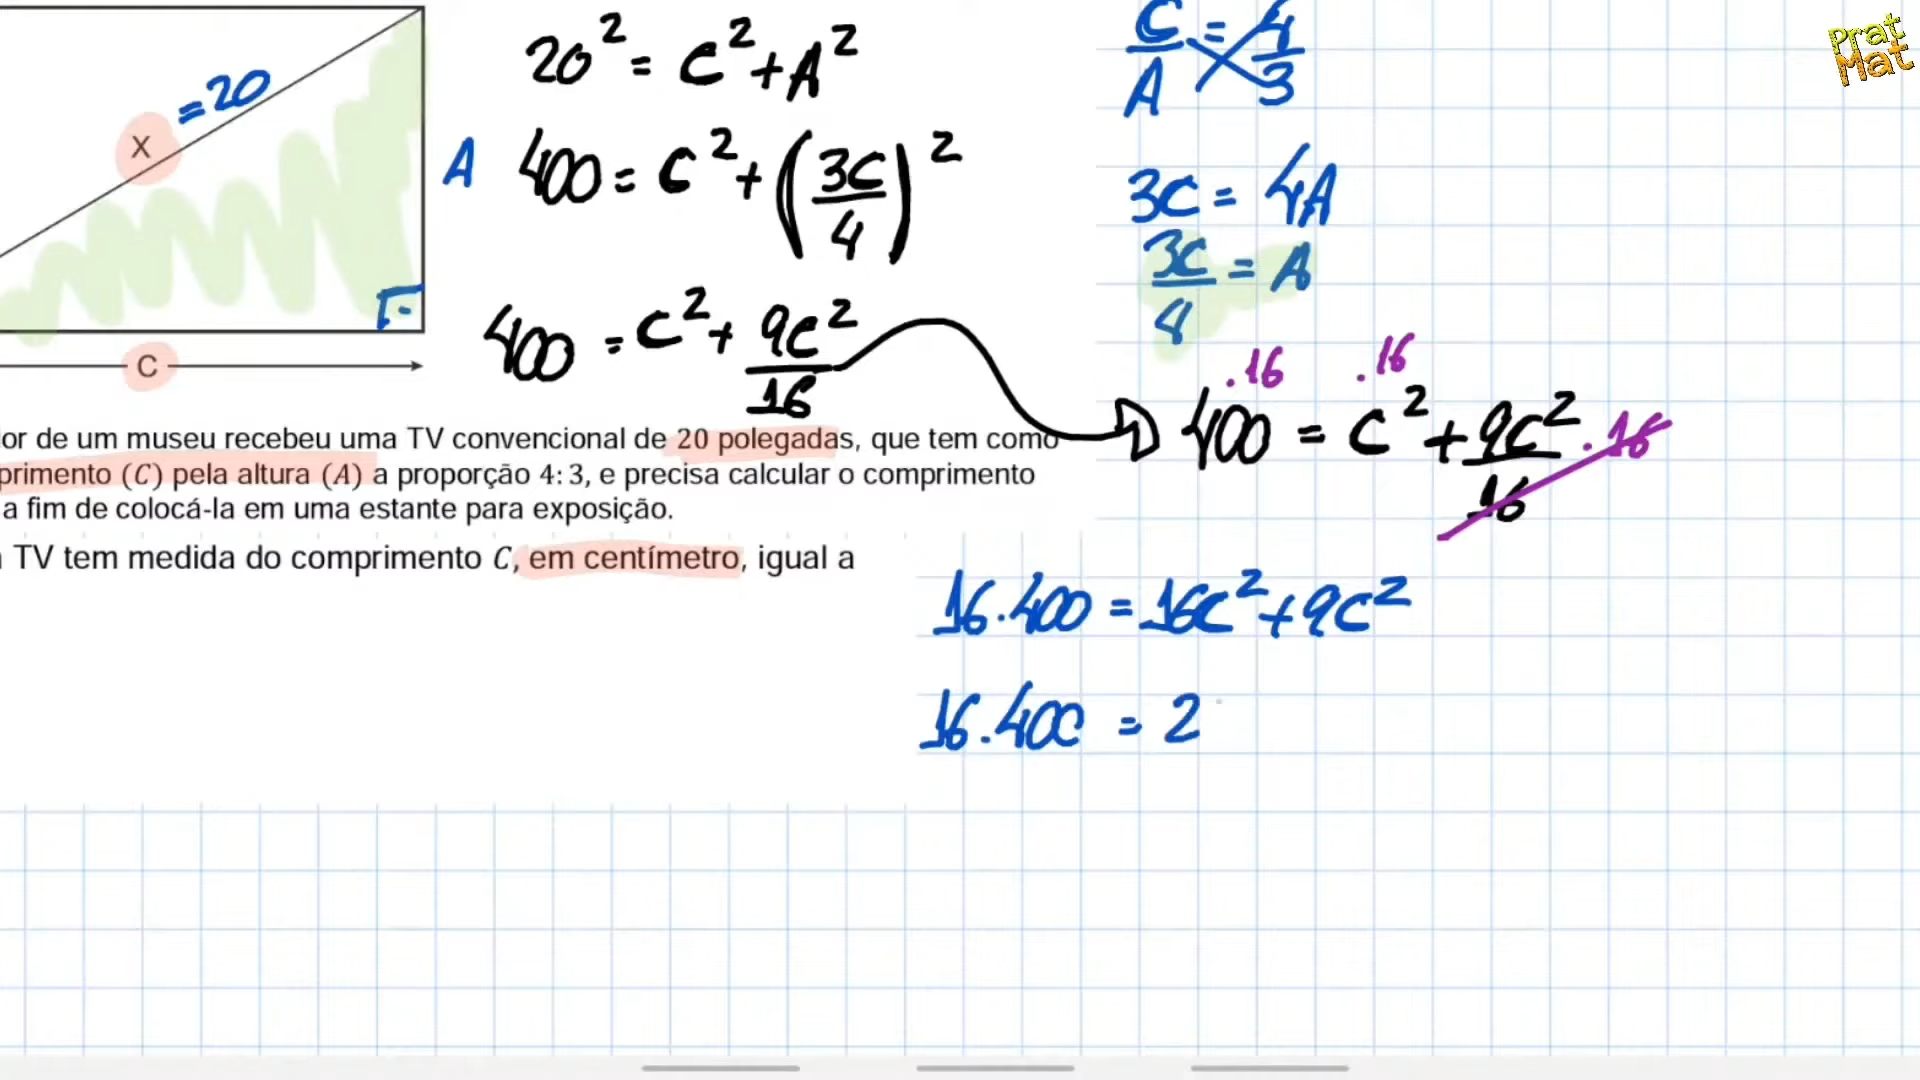 X = 20
C
A
20² = C² + A²
400 = C² + (3C/4)²
400 = C² + 9C²/16
C/A = 4/3
3C = 4A
3C/4 = A
.16 .16
400 = C² + 9C²/16 .16
or de um museu recebeu uma TV convencional de 20 polegadas, que tem como
primento (C) pela altura (A) a proporção 4:3, e precisa calcular o comprimento
a fim de colocá-la em uma estante para exposição.
TV tem medida do comprimento C, em centímetro, igual a
16.400 = 16C² + 9C²
16.400 = 2
Prat
Mat